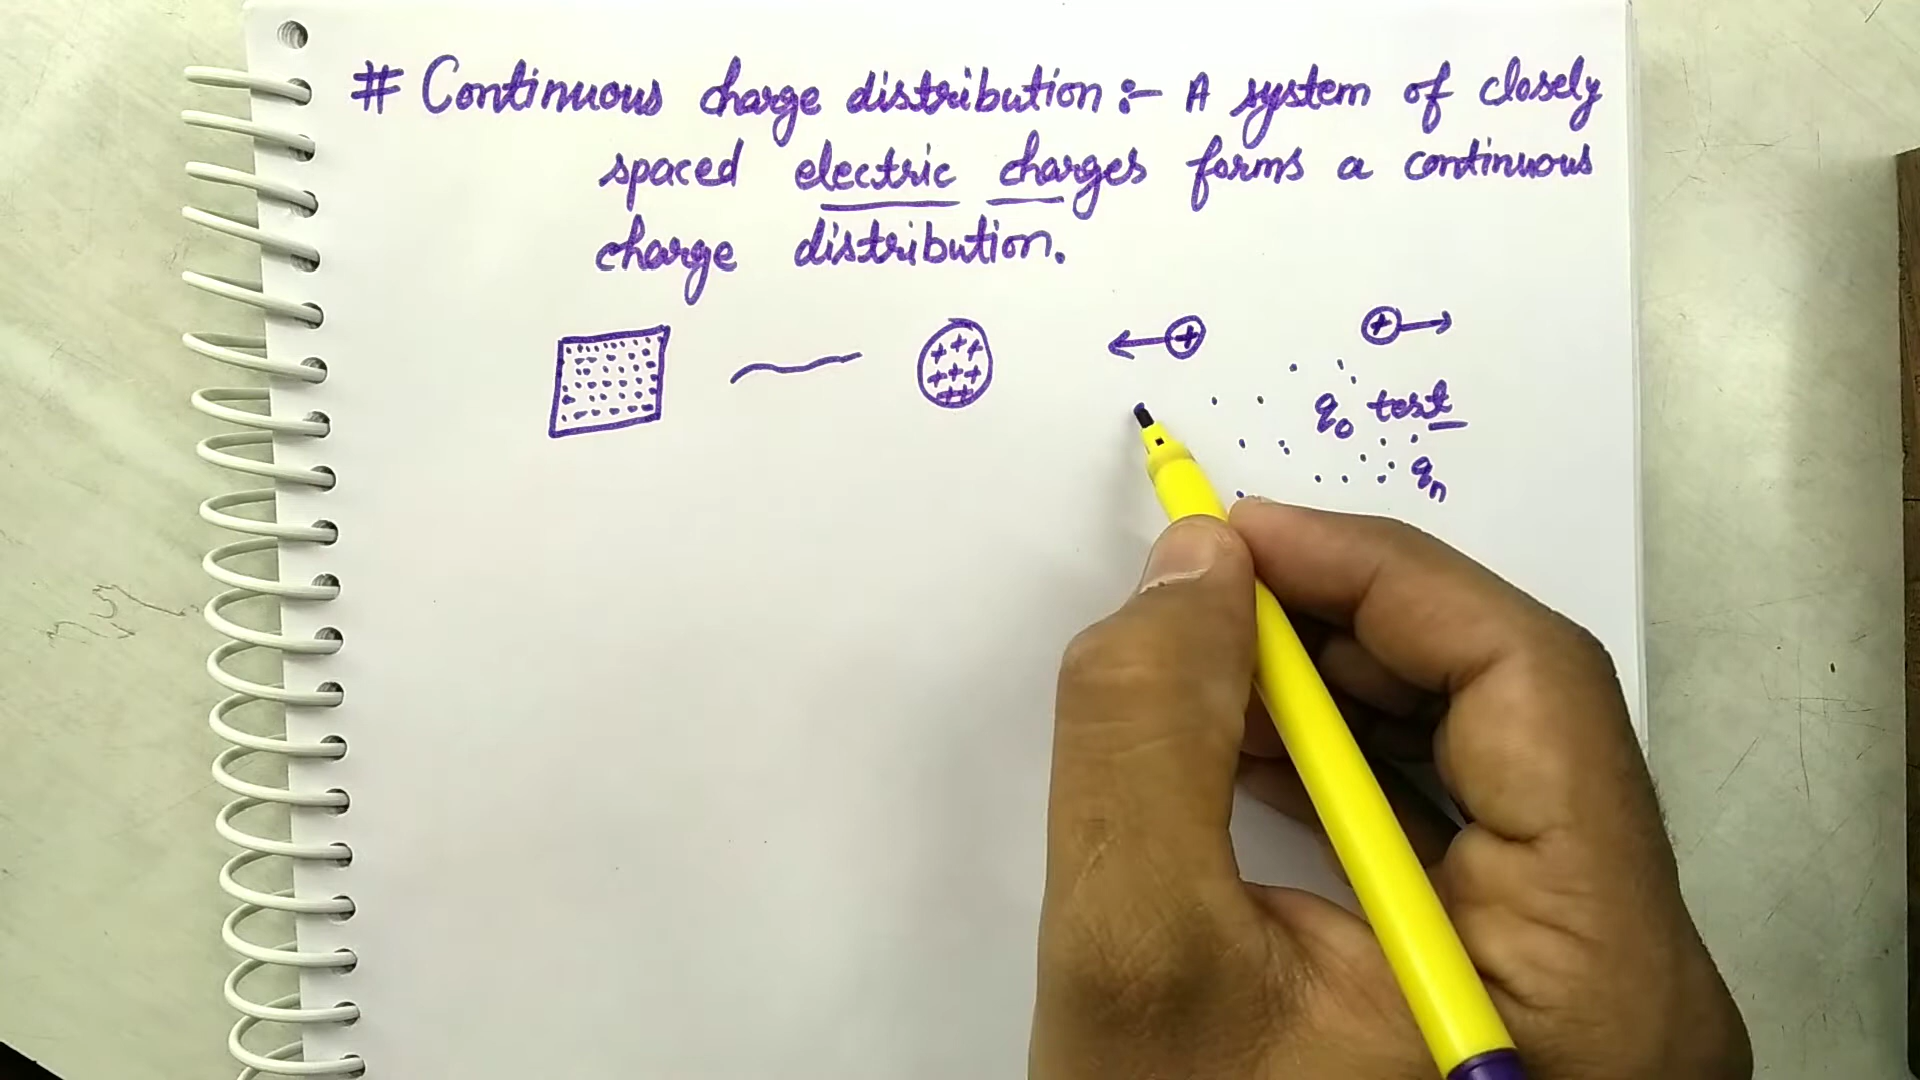 # Continuous charge distribution :- A system of closely
spaced electric charges forms a continuous
charge distribution.
+ +
+ + +
+ + +
+ +
q₀ test
qₙ